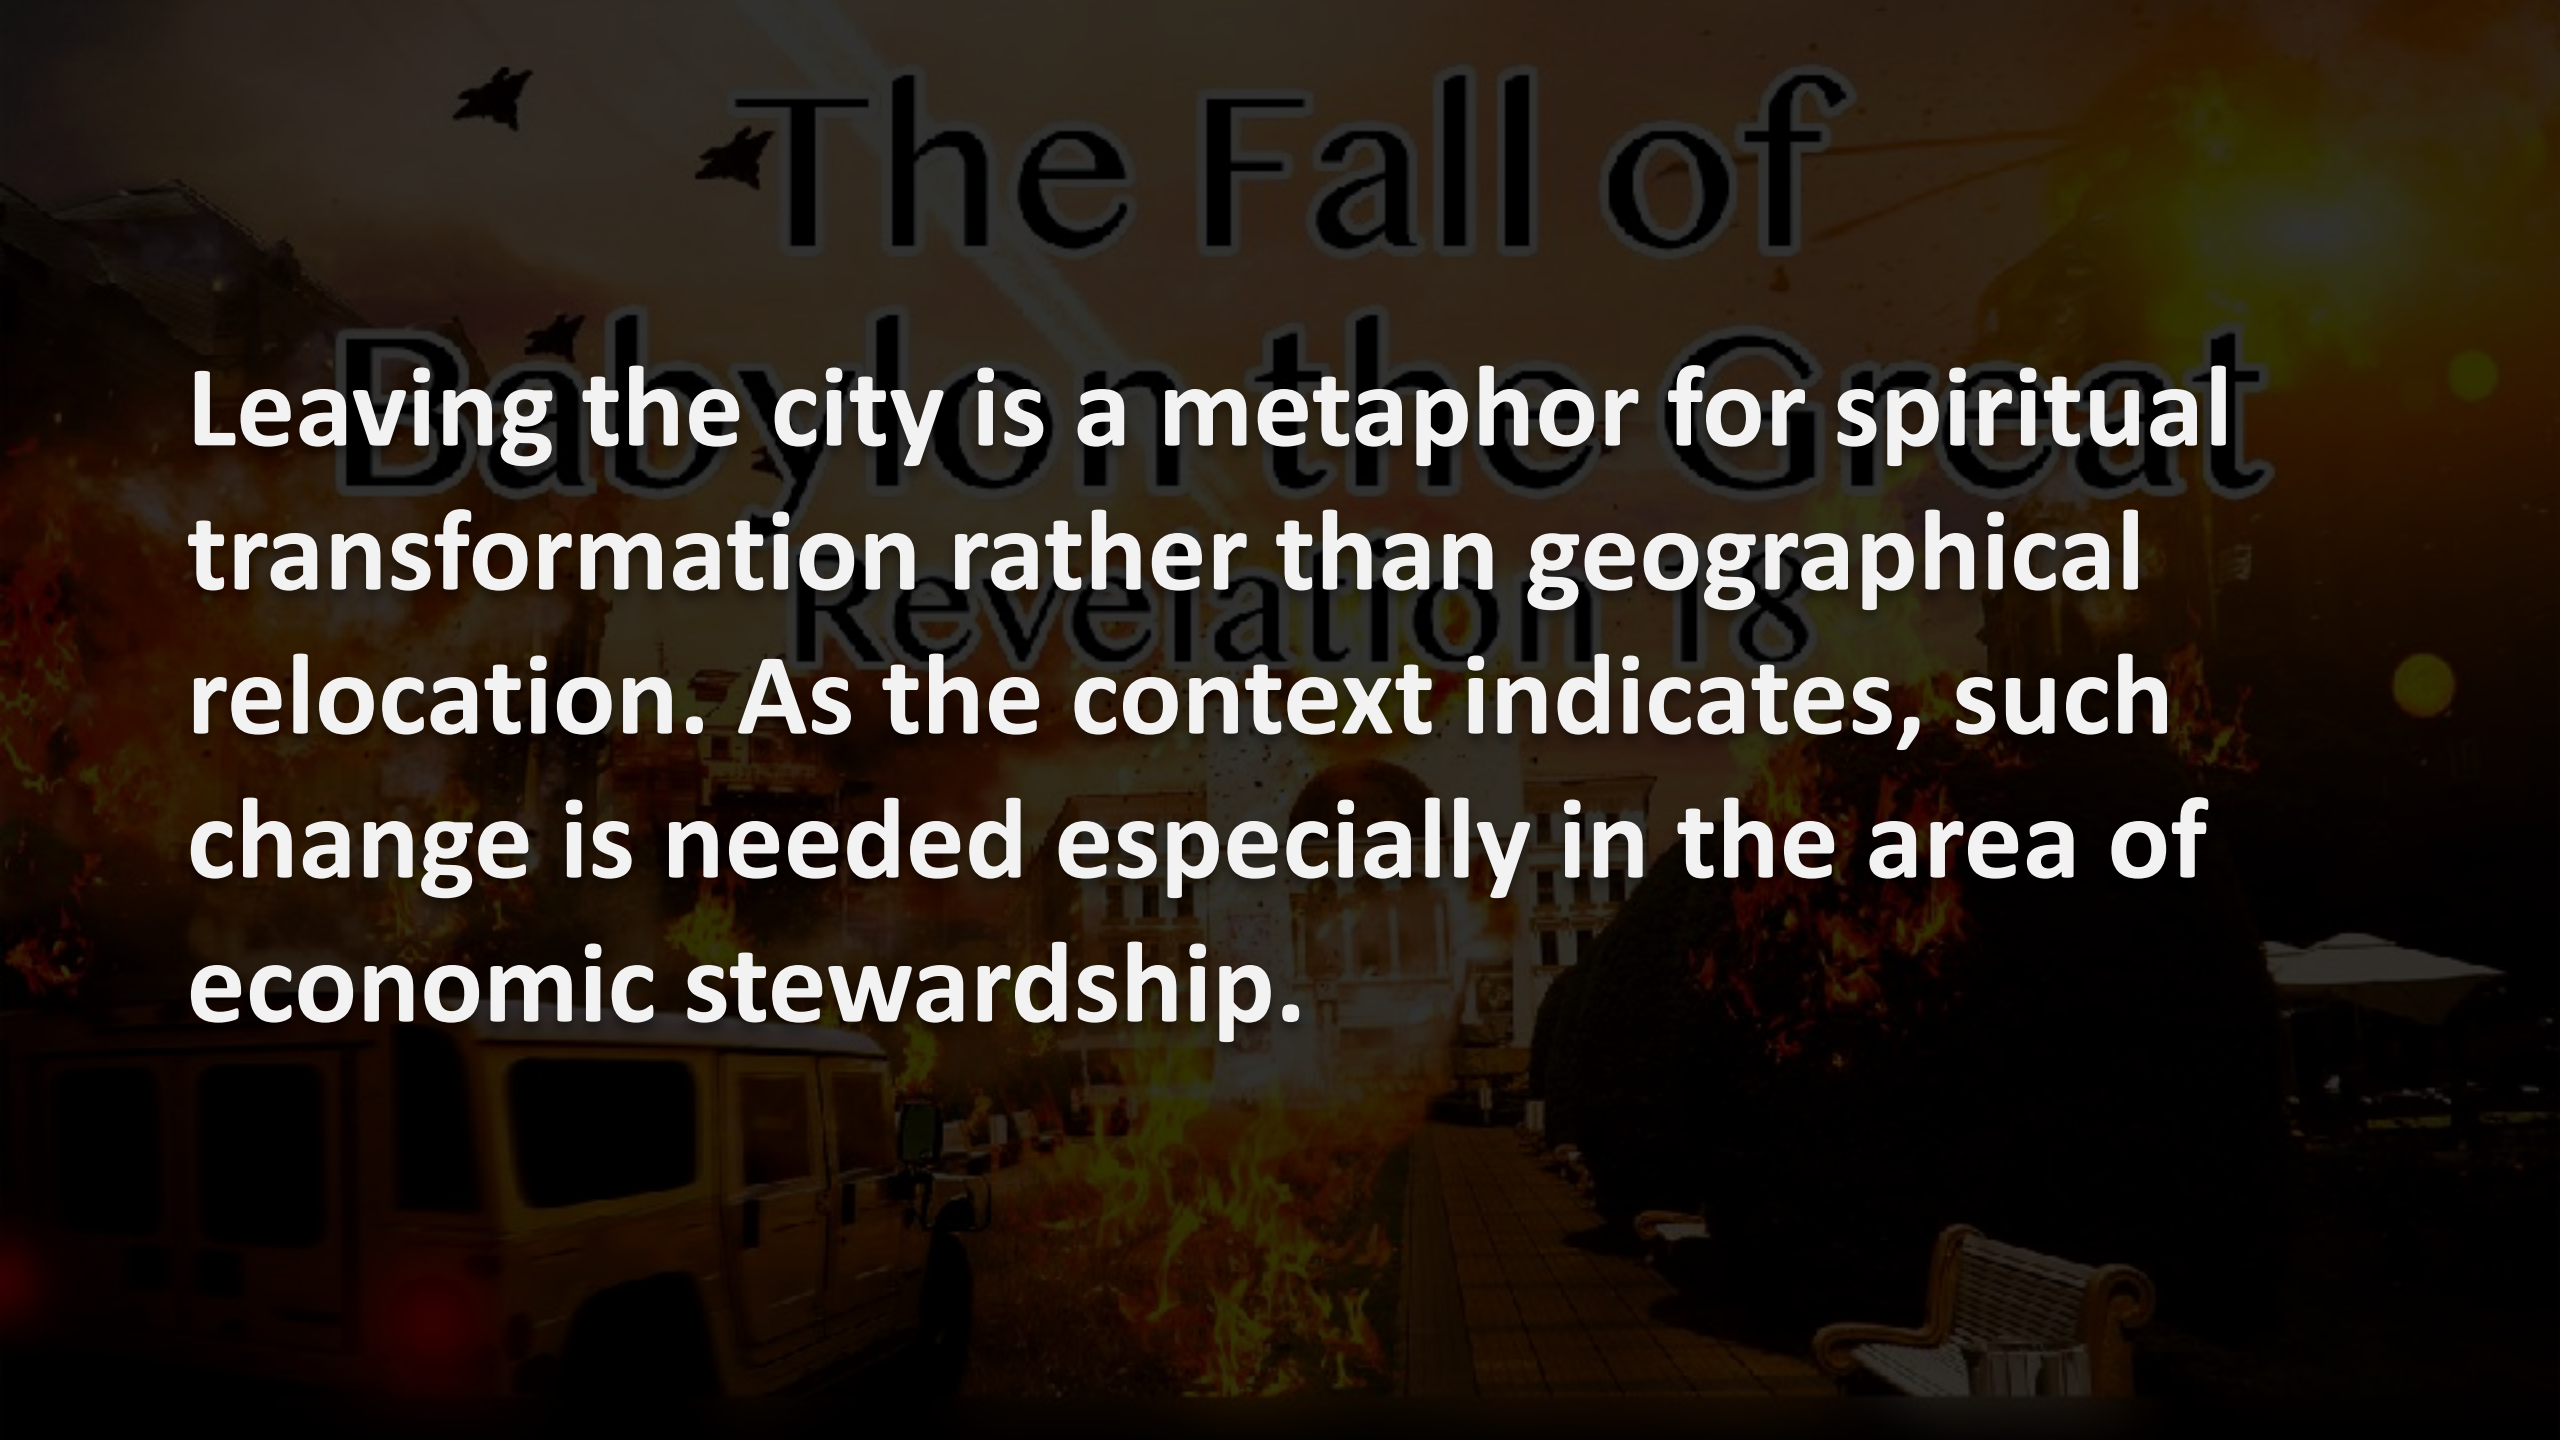 The Fall of
Babylon the Great
Revelation 18
Leaving the city is a metaphor for spiritual
transformation rather than geographical
relocation. As the context indicates, such
change is needed especially in the area of
economic stewardship.